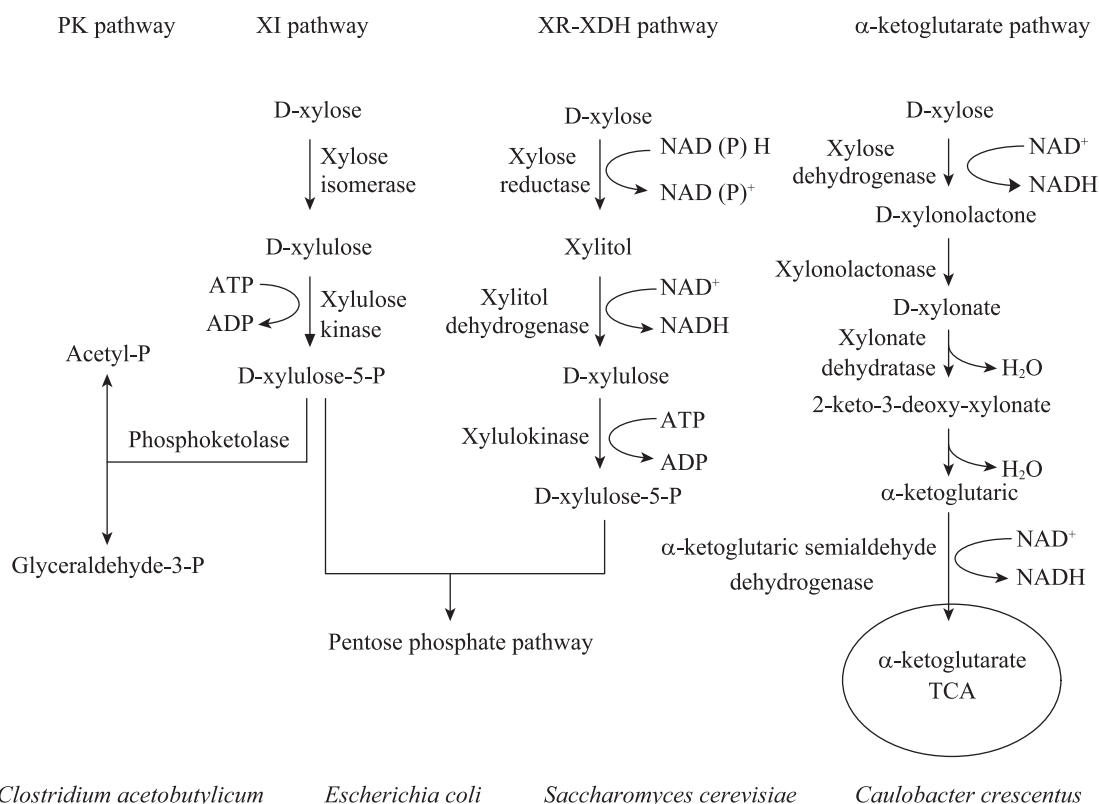 PK pathway
XI pathway
XR-XDH pathway
α-ketoglutarate pathway
D-xylose
Xylose
isomerase
D-xylulose
ATP
ADP
Xylulose
kinase
D-xylulose-5-P
Acetyl-P
Phosphoketolase
Glyceraldehyde-3-P
D-xylose
Xylose
reductase
NAD (P) H
NAD (P)⁺
Xylitol
Xylitol
dehydrogenase
NAD⁺
NADH
D-xylulose
Xylulokinase
ATP
ADP
D-xylulose-5-P
Pentose phosphate pathway
D-xylose
Xylose
dehydrogenase
NAD⁺
NADH
D-xylonolactone
Xylonolactonase
D-xylonate
Xylonate
dehydratase
H₂O
2-keto-3-deoxy-xylonate
H₂O
α-ketoglutaric
α-ketoglutaric semialdehyde
dehydrogenase
NAD⁺
NADH
α-ketoglutarate
TCA
Clostridium acetobutylicum
Escherichia coli
Saccharomyces cerevisiae
Caulobacter crescentus